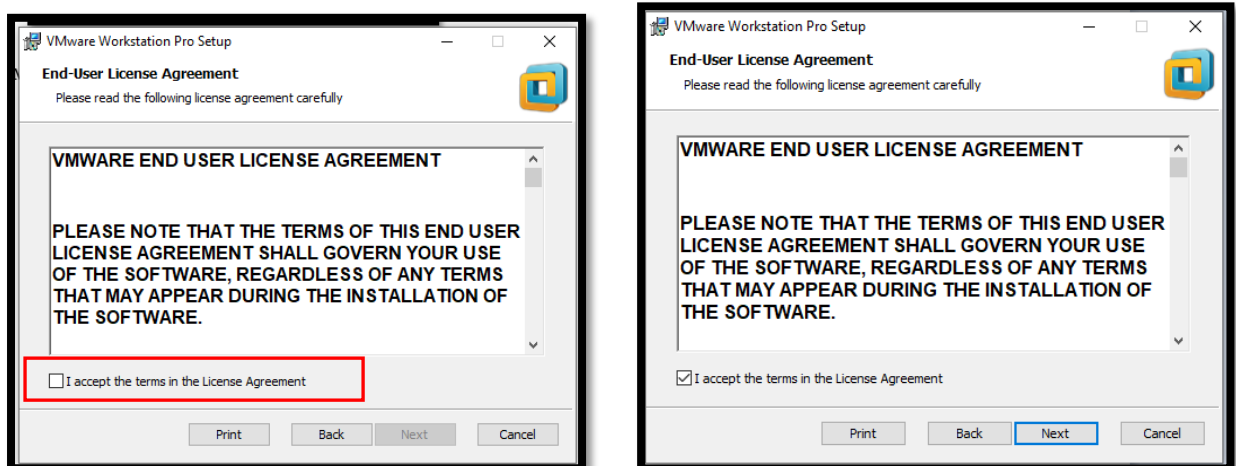 VMware Workstation Pro Setup
End-User License Agreement
Please read the following license agreement carefully
VMWARE END USER LICENSE AGREEMENT
PLEASE NOTE THAT THE TERMS OF THIS END USER
LICENSE AGREEMENT SHALL GOVERN YOUR USE
OF THE SOFTWARE, REGARDLESS OF ANY TERMS
THAT MAY APPEAR DURING THE INSTALLATION OF
THE SOFTWARE.
I accept the terms in the License Agreement
Print Back Next Cancel
VMware Workstation Pro Setup
End-User License Agreement
Please read the following license agreement carefully
VMWARE END USER LICENSE AGREEMENT
PLEASE NOTE THAT THE TERMS OF THIS END USER
LICENSE AGREEMENT SHALL GOVERN YOUR USE
OF THE SOFTWARE, REGARDLESS OF ANY TERMS
THAT MAY APPEAR DURING THE INSTALLATION OF
THE SOFTWARE.
I accept the terms in the License Agreement
Print Back Next Cancel